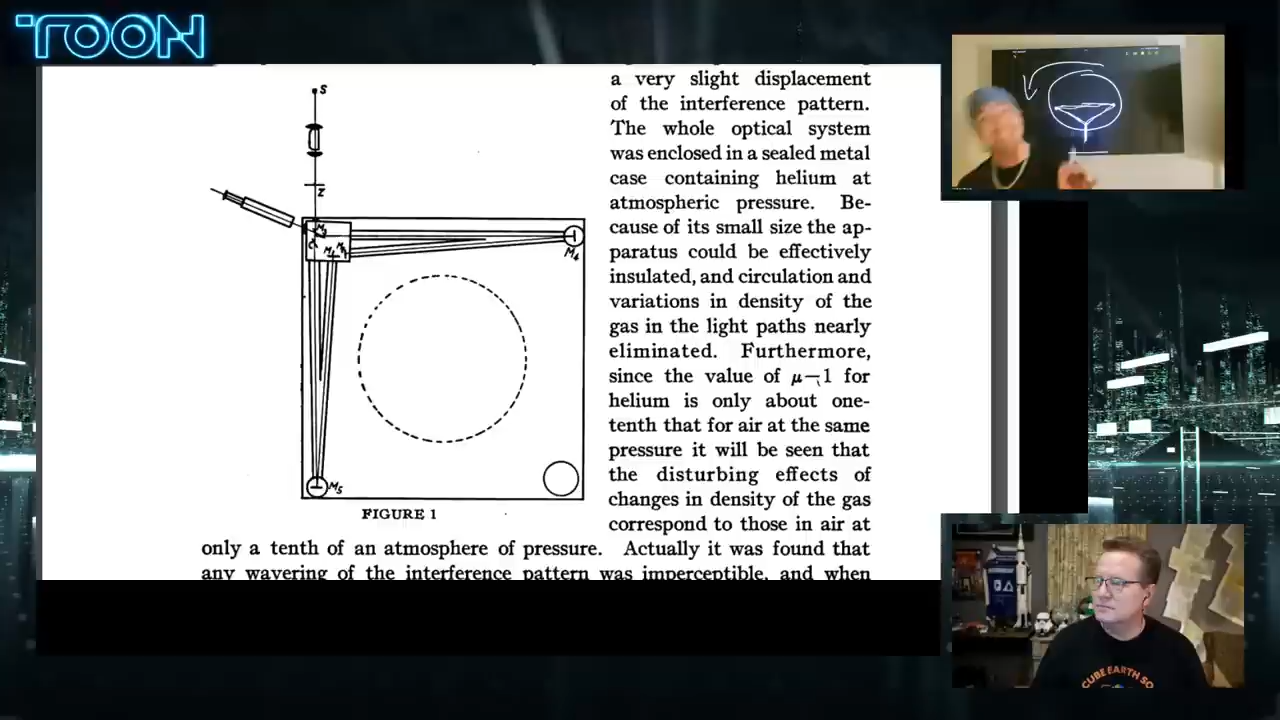 TOON
a very slight displacement
of the interference pattern.
The whole optical system
was enclosed in a sealed metal
case containing helium at
atmospheric pressure. Be-
cause of its small size the ap-
paratus could be effectively
insulated, and circulation and
variations in density of the
gas in the light paths nearly
eliminated. Furthermore,
since the value of μ−1 for
helium is only about one-
tenth that for air at the same
pressure it will be seen that
the disturbing effects of
changes in density of the gas
correspond to those in air at
only a tenth of an atmosphere of pressure. Actually it was found that
any wavering of the interference pattern was imperceptible, and when
S
Z
M4
M5
FIGURE 1
CUBE EARTH SO